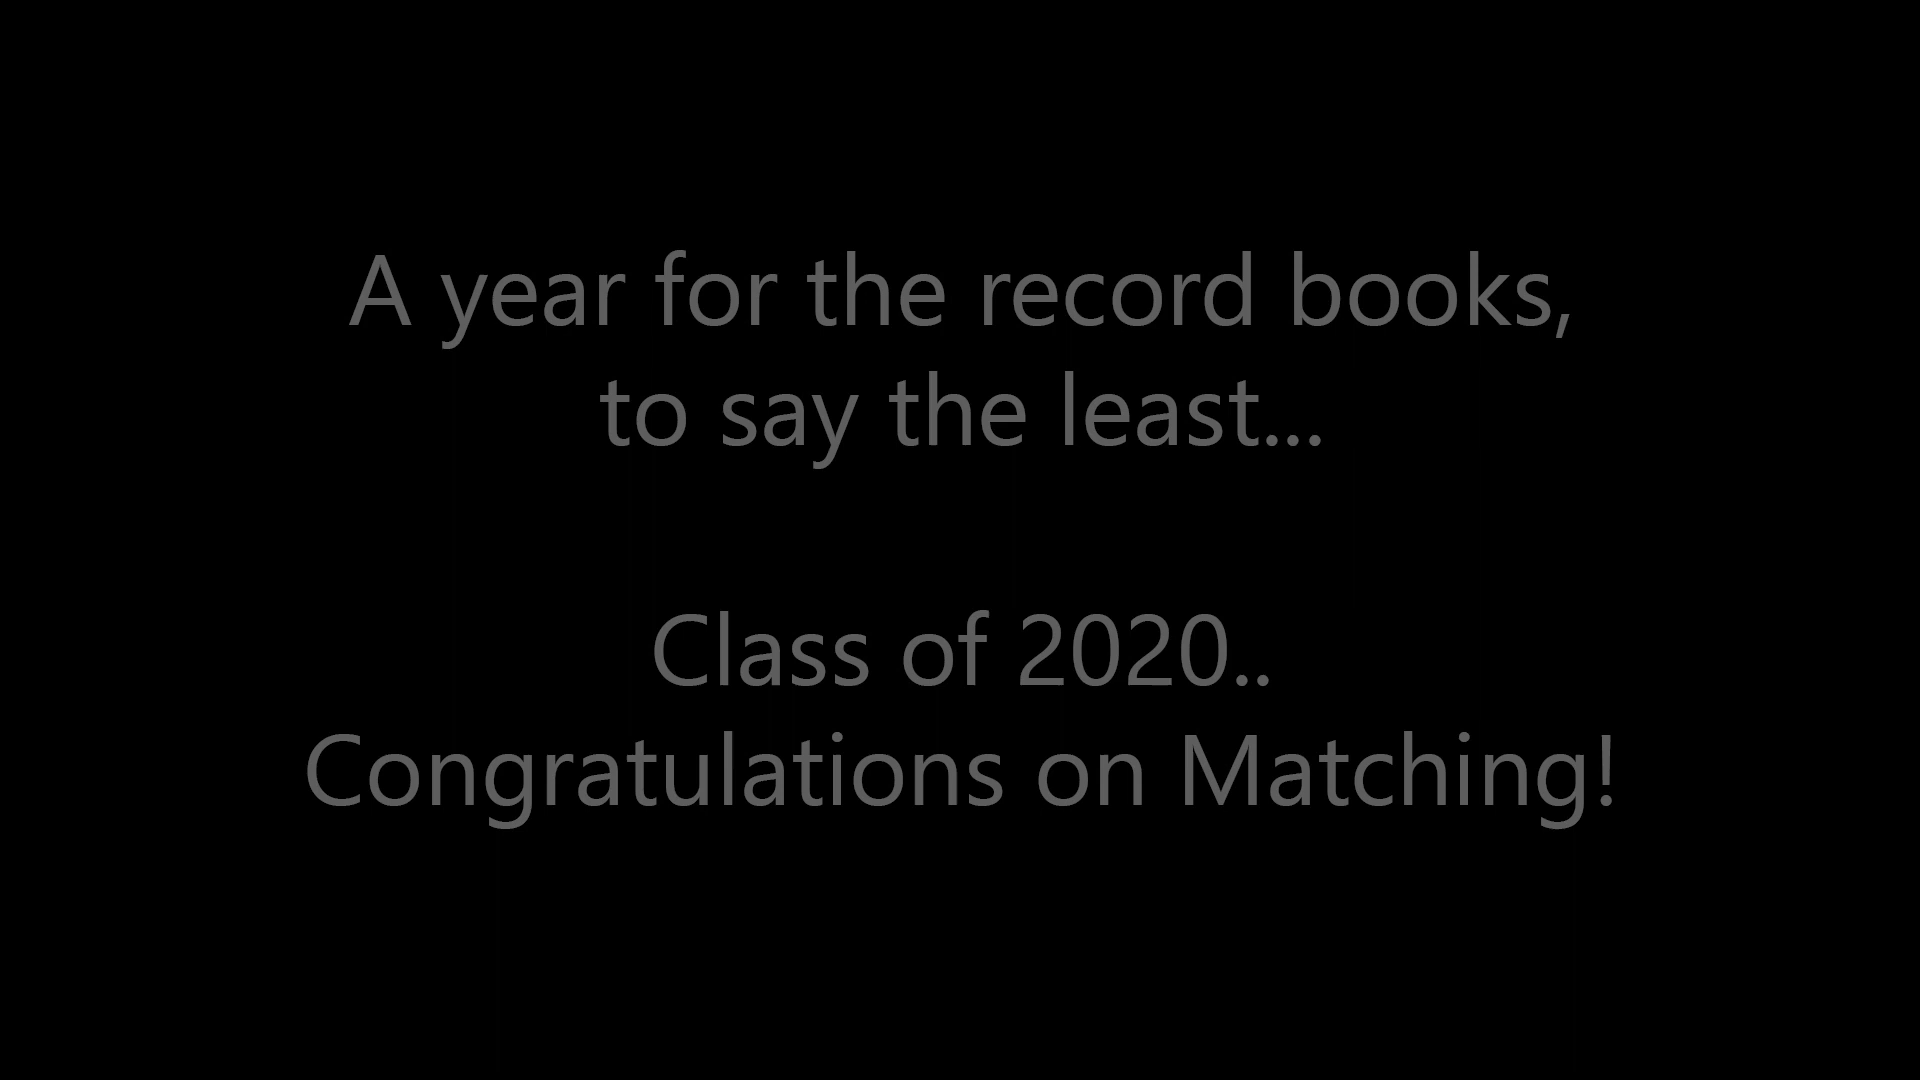 A year for the record books,
to say the least...
Class of 2020..
Congratulations on Matching!